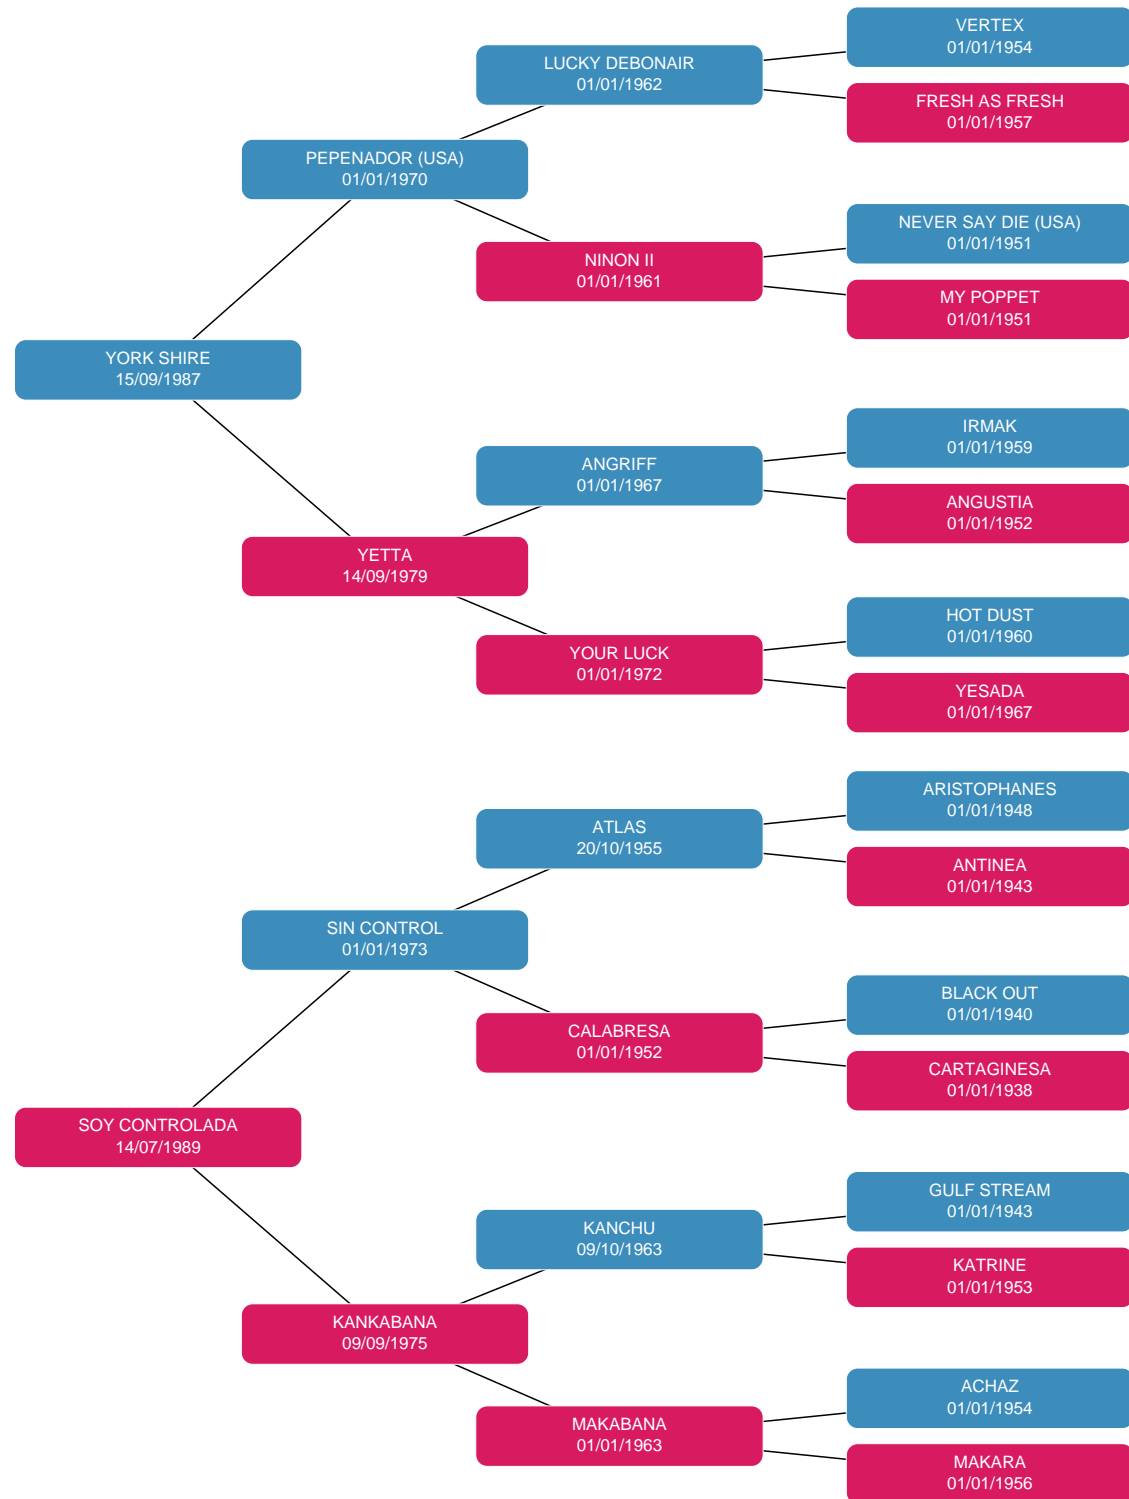 VERTEX
01/01/1954
LUCKY DEBONAIR
01/01/1962
FRESH AS FRESH
01/01/1957
PEPENADOR (USA)
01/01/1970
NEVER SAY DIE (USA)
01/01/1951
NINON II
01/01/1961
MY POPPET
01/01/1951
YORK SHIRE
15/09/1987
IRMAK
01/01/1959
ANGRIFF
01/01/1967
ANGUSTIA
01/01/1952
YETTA
14/09/1979
HOT DUST
01/01/1960
YOUR LUCK
01/01/1972
YESADA
01/01/1967
ARISTOPHANES
01/01/1948
ATLAS
20/10/1955
ANTINEA
01/01/1943
SIN CONTROL
01/01/1973
BLACK OUT
01/01/1940
CALABRESA
01/01/1952
CARTAGINESA
01/01/1938
SOY CONTROLADA
14/07/1989
GULF STREAM
01/01/1943
KANCHU
09/10/1963
KATRINE
01/01/1953
KANKABANA
09/09/1975
ACHAZ
01/01/1954
MAKABANA
01/01/1963
MAKARA
01/01/1956